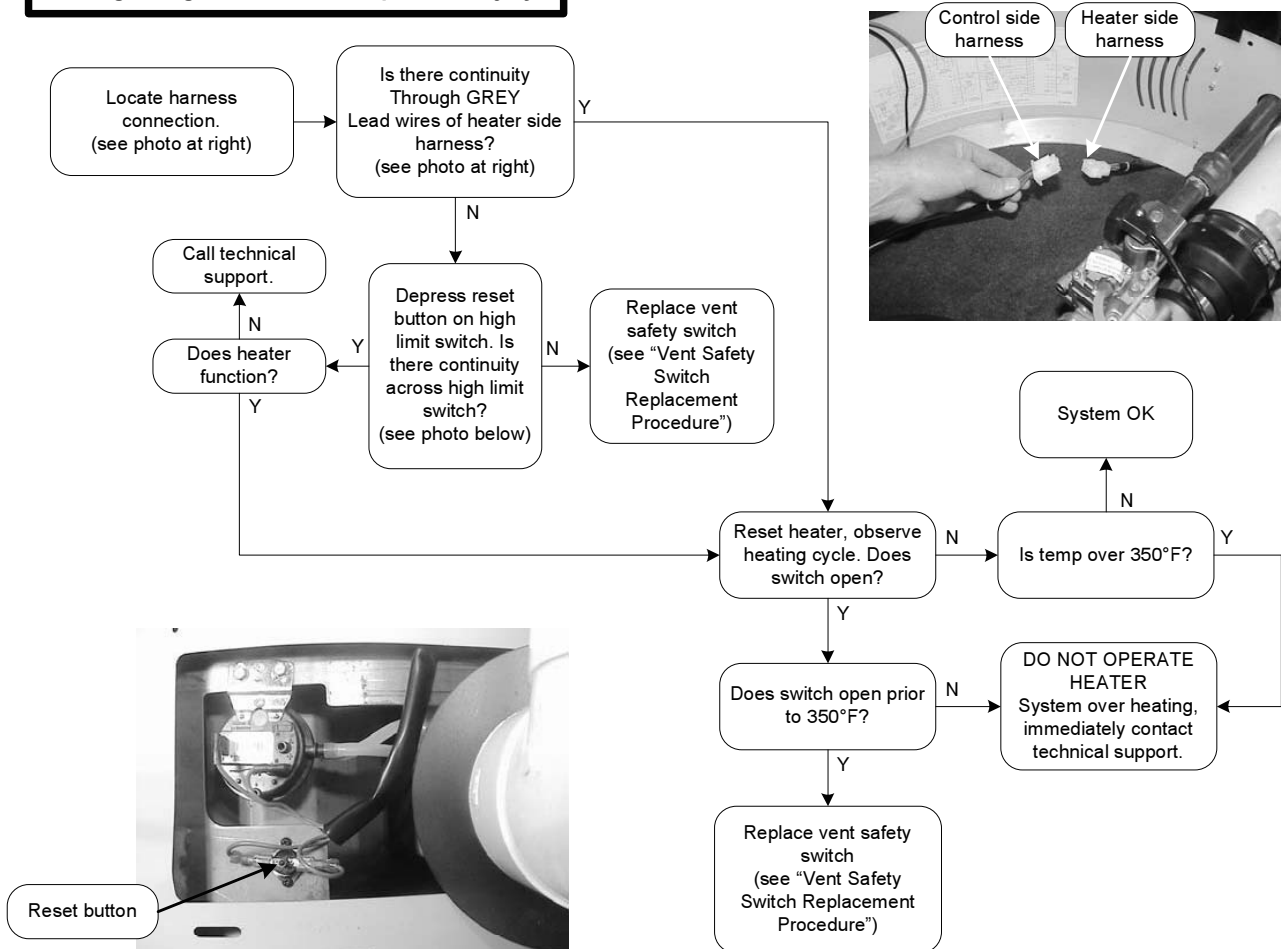 Control side
harness
Heater side
harness
Locate harness
connection.
(see photo at right)
Is there continuity
Through GREY
Lead wires of heater side
harness?
(see photo at right)
Y
N
Call technical
support.
N
Does heater
function?
Y
Y
Depress reset
button on high
limit switch. Is
there continuity
across high limit
switch?
(see photo below)
N
Replace vent
safety switch
(see “Vent Safety
Switch
Replacement
Procedure”)
System OK
N
Reset heater, observe
heating cycle. Does
switch open?
N
Is temp over 350°F?
Y
Y
Does switch open prior
to 350°F?
N
DO NOT OPERATE
HEATER
System over heating,
immediately contact
technical support.
Y
Replace vent safety
switch
(see “Vent Safety
Switch Replacement
Procedure”)
Reset button